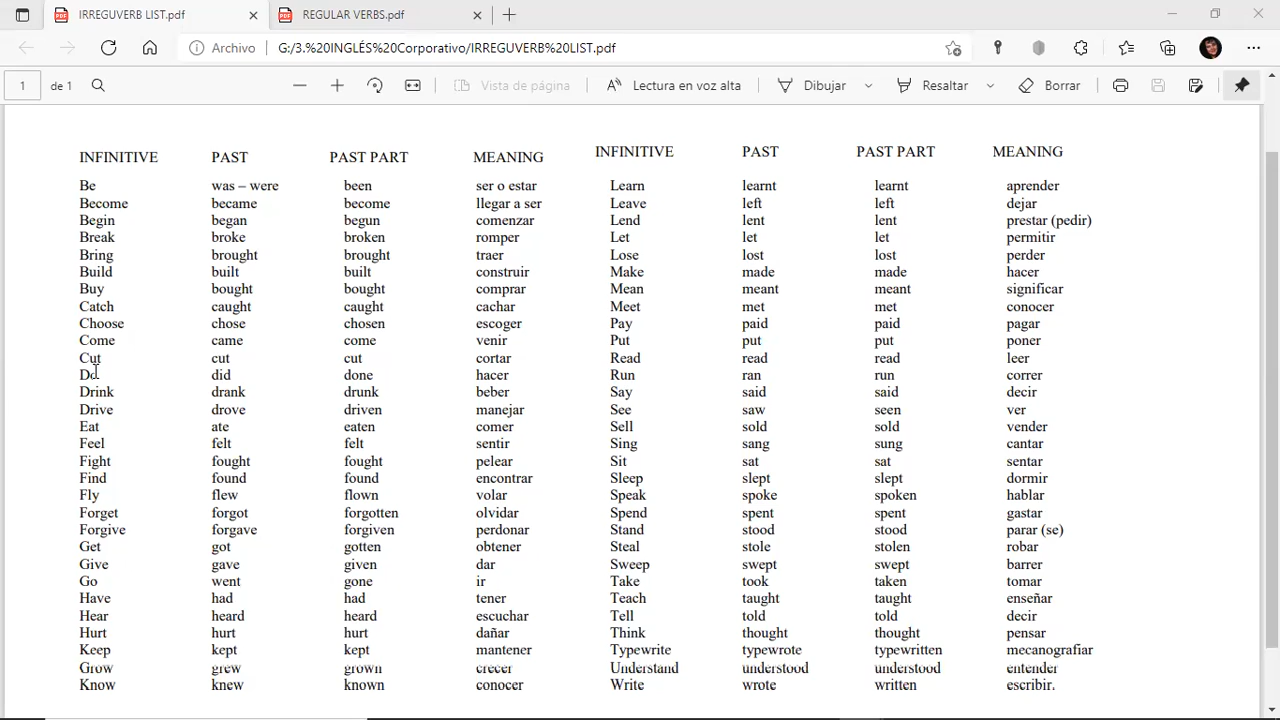 IRREGUVERB LIST.pdf REGULAR VERBS.pdf
Archivo G:/3.%20INGLÉS%20Corporativo/IRREGUVERB%20LIST.pdf
1 de 1 Vista de página Lectura en voz alta Dibujar Resaltar Borrar
INFINITIVE PAST PAST PART MEANING INFINITIVE PAST PAST PART MEANING
Be was – were been ser o estar Learn learnt learnt aprender
Become became become llegar a ser Leave left left dejar
Begin began begun comenzar Lend lent lent prestar (pedir)
Break broke broken romper Let let let permitir
Bring brought brought traer Lose lost lost perder
Build built built construir Make made made hacer
Buy bought bought comprar Mean meant meant significar
Catch caught caught cachar Meet met met conocer
Choose chose chosen escoger Pay paid paid pagar
Come came come venir Put put put poner
Cut cut cut cortar Read read read leer
Do did done hacer Run ran run correr
Drink drank drunk beber Say said said decir
Drive drove driven manejar See saw seen ver
Eat ate eaten comer Sell sold sold vender
Feel felt felt sentir Sing sang sung cantar
Fight fought fought pelear Sit sat sat sentar
Find found found encontrar Sleep slept slept dormir
Fly flew flown volar Speak spoke spoken hablar
Forget forgot forgotten olvidar Spend spent spent gastar
Forgive forgave forgiven perdonar Stand stood stood parar (se)
Get got gotten obtener Steal stole stolen robar
Give gave given dar Sweep swept swept barrer
Go went gone ir Take took taken tomar
Have had had tener Teach taught taught enseñar
Hear heard heard escuchar Tell told told decir
Hurt hurt hurt dañar Think thought thought pensar
Keep kept kept mantener Typewrite typewrote typewritten mecanografiar
Grow grew grown crecer Understand understood understood entender
Know knew known conocer Write wrote written escribir.